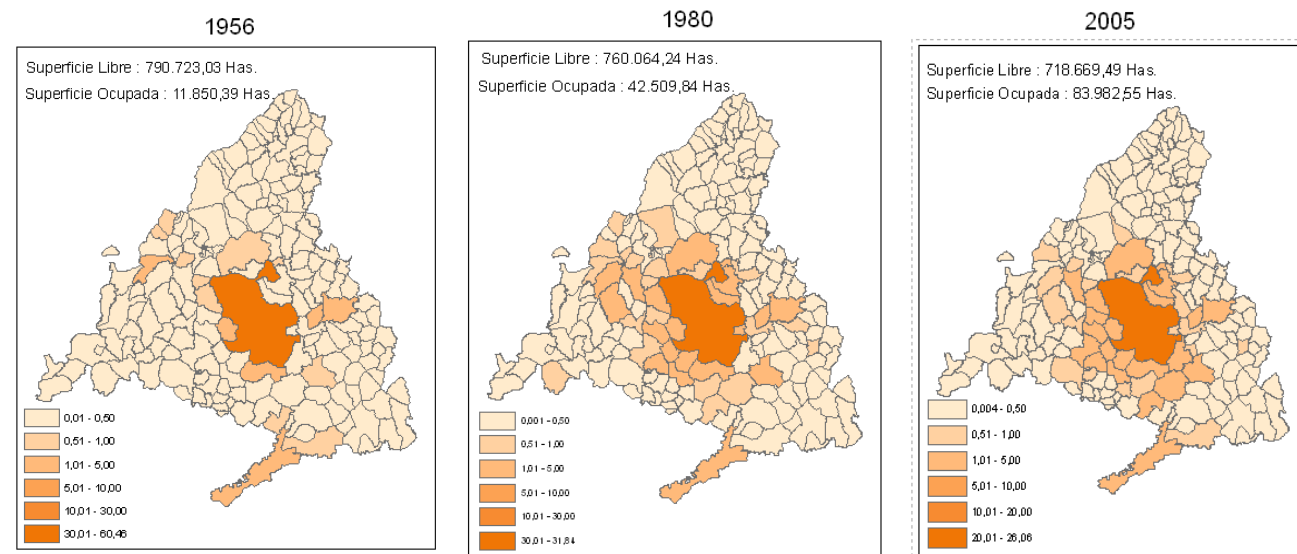 1956
Superficie Libre : 790.723,03 Has.
Superficie Ocupada : 11.850,39 Has.
0,01 - 0,50
0,51 - 1,00
1,01 - 5,00
5,01 - 10,00
10,01 - 30,00
30,01 - 60,46
1980
Superficie Libre : 760.064,24 Has.
Superficie Ocupada : 42.509,84 Has.
0,001 - 0,50
0,51 - 1,00
1,01 - 5,00
5,01 - 10,00
10,01 - 30,00
30,01 - 31,84
2005
Superficie Libre : 718.669,49 Has.
Superficie Ocupada : 83.982,55 Has.
0,004 - 0,50
0,51 - 1,00
1,01 - 5,00
5,01 - 10,00
10,01 - 20,00
20,01 - 26,06